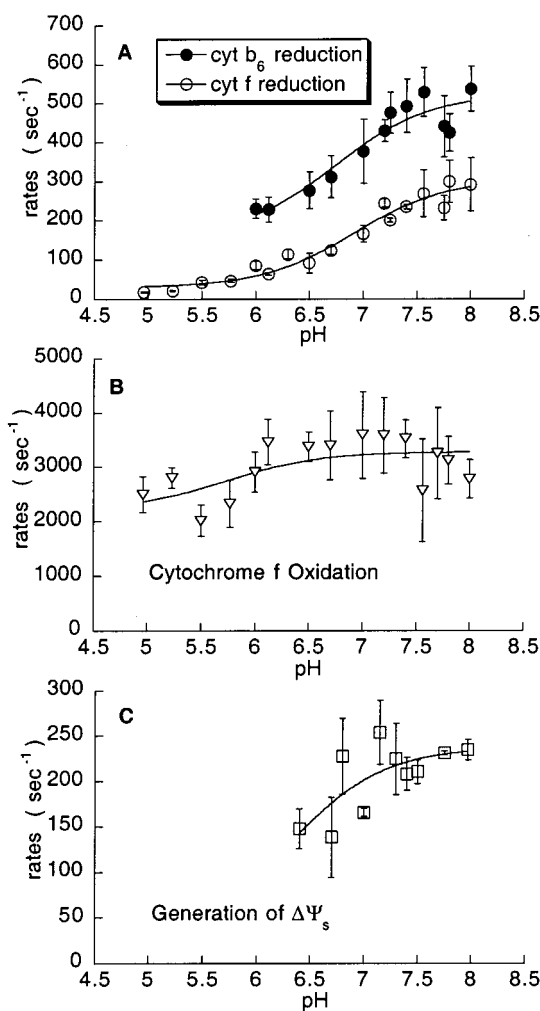 A
cyt b6 reduction
cyt f reduction
700
600
500
400
300
200
100
0
rates ( sec-1)
4.5 5 5.5 6 6.5 7 7.5 8 8.5
pH
B
5000
4000
3000
2000
1000
0
rates ( sec-1)
Cytochrome f Oxidation
4.5 5 5.5 6 6.5 7 7.5 8 8.5
pH
C
300
250
200
150
100
50
0
rates ( sec-1)
Generation of ΔΨs
4.5 5 5.5 6 6.5 7 7.5 8 8.5
pH